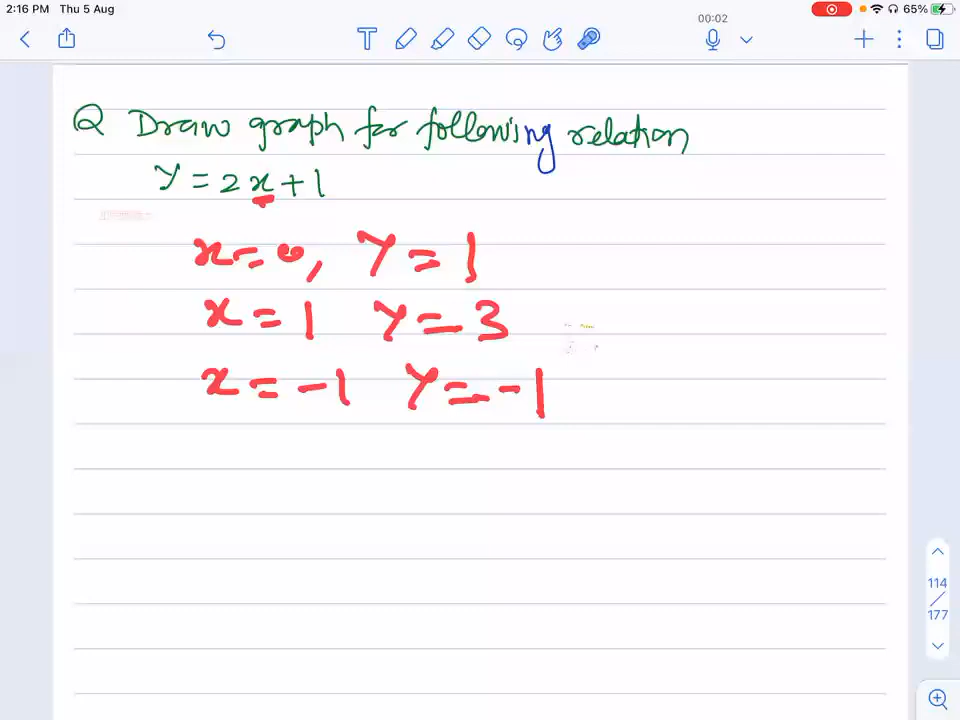 2:16 PM Thu 5 Aug
65%
00:02
T
Q Draw graph for following relation
Y = 2x + 1
x = 0, Y = 1
x = 1 Y = 3
x = -1 Y = -1
114
177